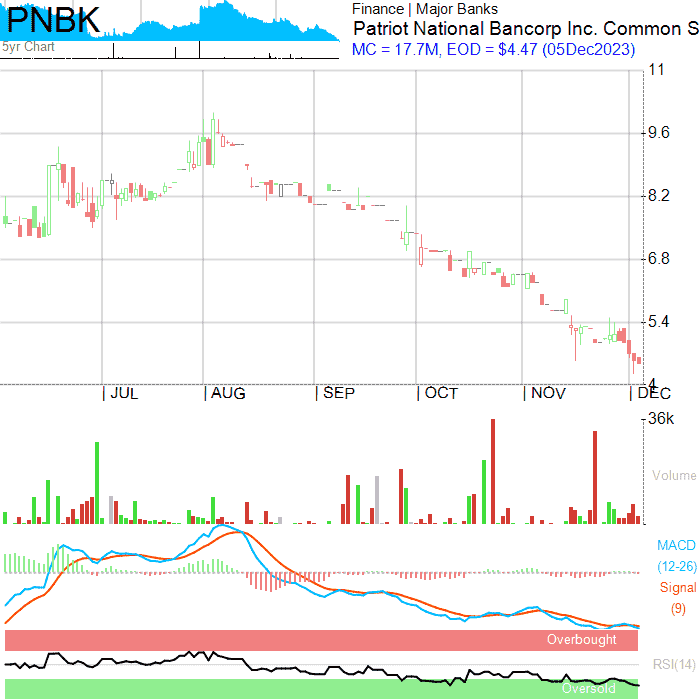 PNBK
5yr Chart
Finance | Major Banks
Patriot National Bancorp Inc. Common S
MC = 17.7M, EOD = $4.47 (05Dec2023)
11
9.6
8.2
6.8
5.4
4
JUL
AUG
SEP
OCT
NOV
DEC
36k
Volume
MACD
(12-26)
Signal
(9)
Overbought
RSI(14)
Oversold